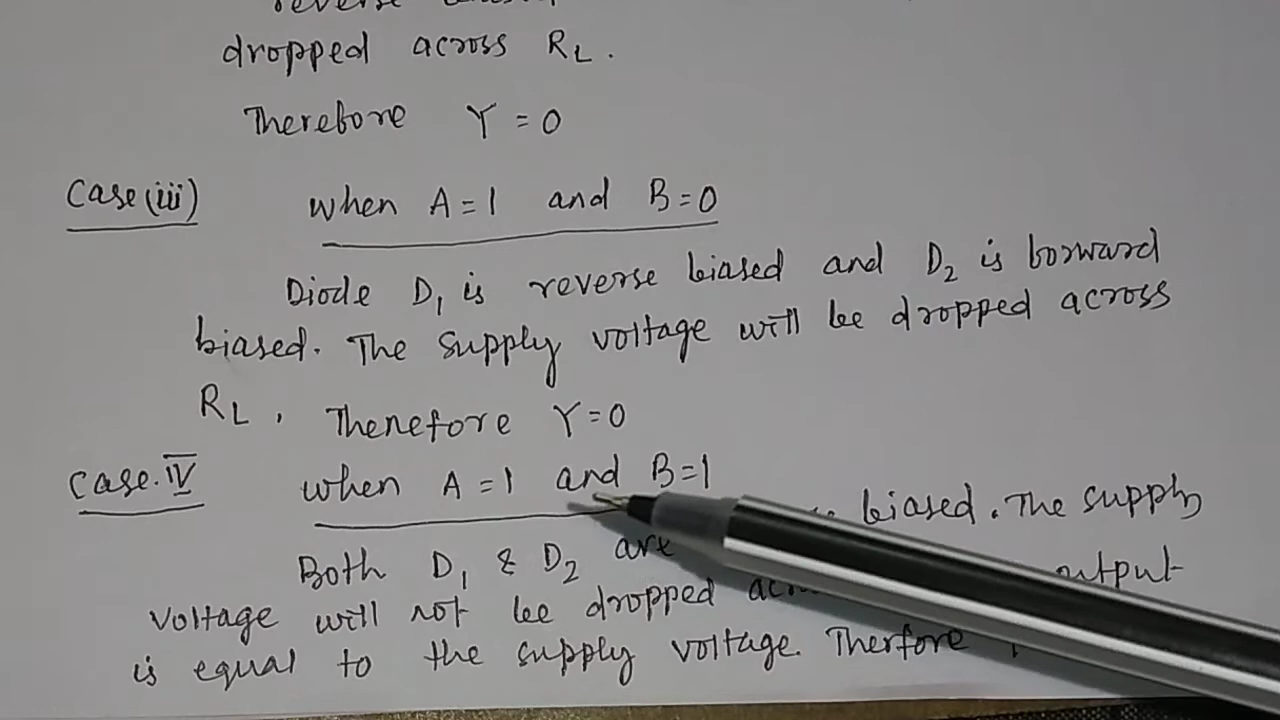 reverse
dropped across RL.
Therefore Y = 0
Case(iii) when A = 1 and B = 0
Diode D1 is reverse biased and D2 is borward
biased. The supply voltage will be dropped across
RL, Thenefore Y = 0
Case.IV when A = 1 and B = 1
Both D1 & D2 are biased. The supply
voltage will not be dropped output
is equal to the supply voltage. Therfore